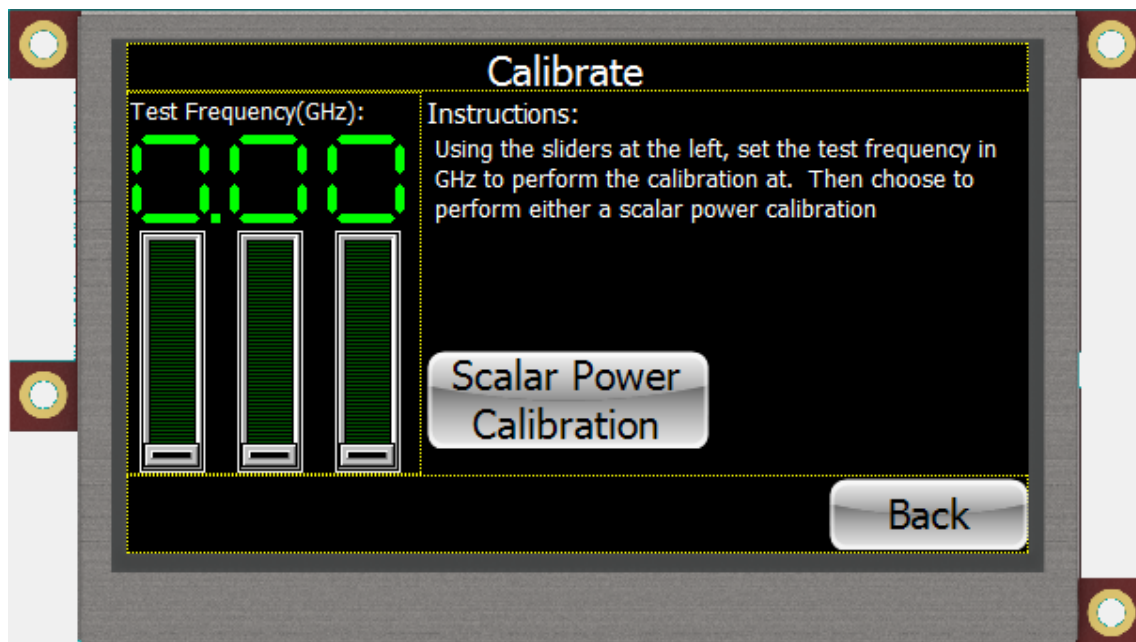 Calibrate
Test Frequency(GHz):
0.00
Instructions:
Using the sliders at the left, set the test frequency in
GHz to perform the calibration at.  Then choose to
perform either a scalar power calibration
Scalar Power
Calibration
Back